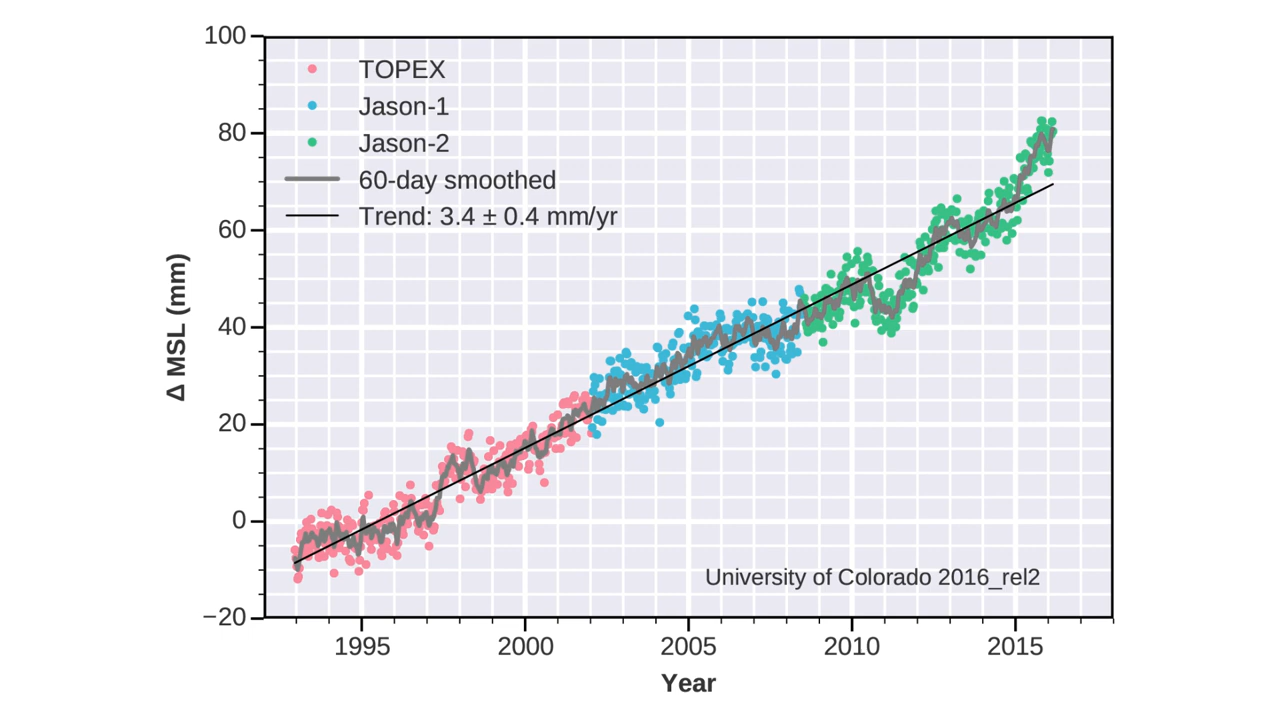 100
80
60
40
20
0
−20
Δ MSL (mm)
TOPEX
Jason-1
Jason-2
60-day smoothed
Trend: 3.4 ± 0.4 mm/yr
University of Colorado 2016_rel2
1995 2000 2005 2010 2015
Year